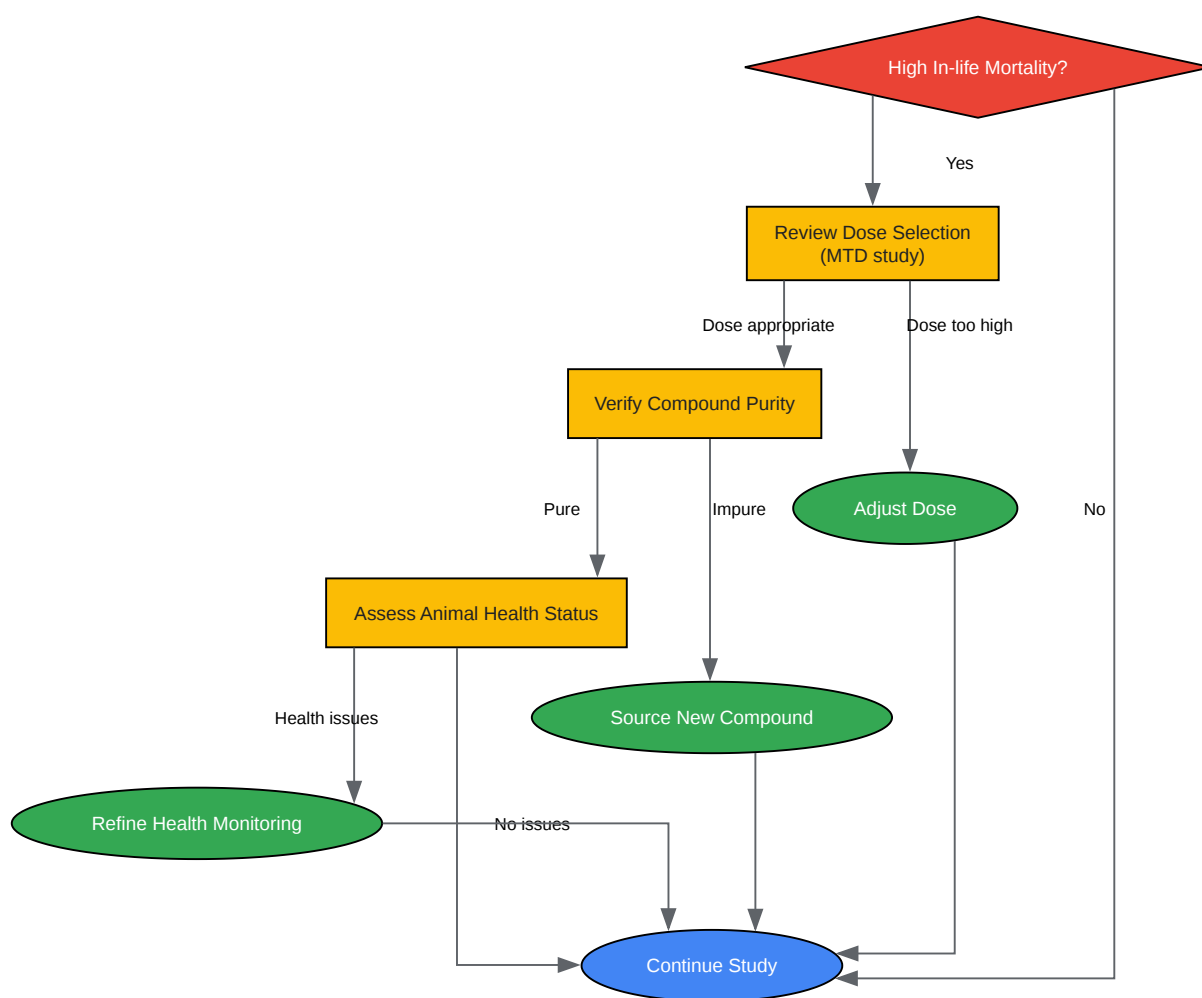 High In-life Mortality?
Yes
Review Dose Selection
(MTD study)
Dose appropriate
Dose too high
Verify Compound Purity
Pure
Impure
Adjust Dose
No
Assess Animal Health Status
Health issues
Source New Compound
Refine Health Monitoring
No issues
Continue Study